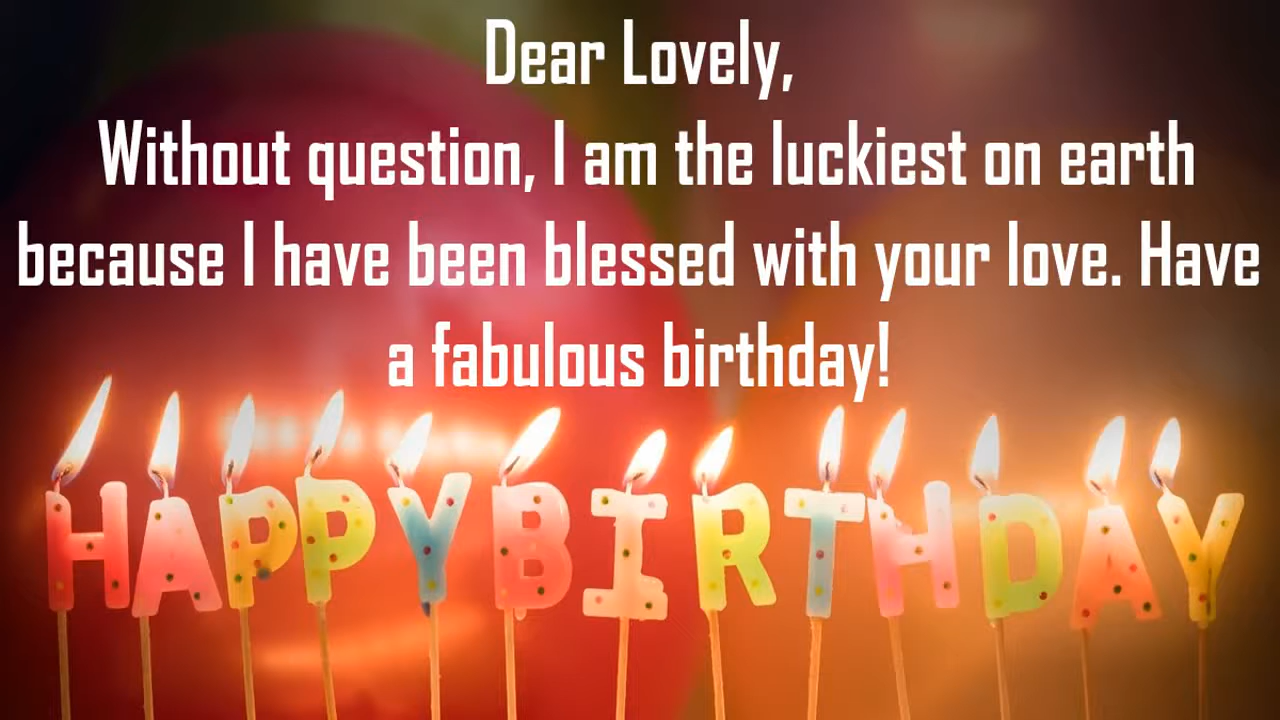 Dear Lovely,
Without question, I am the luckiest on earth
because I have been blessed with your love. Have
a fabulous birthday!
HAPPY BIRTHDAY